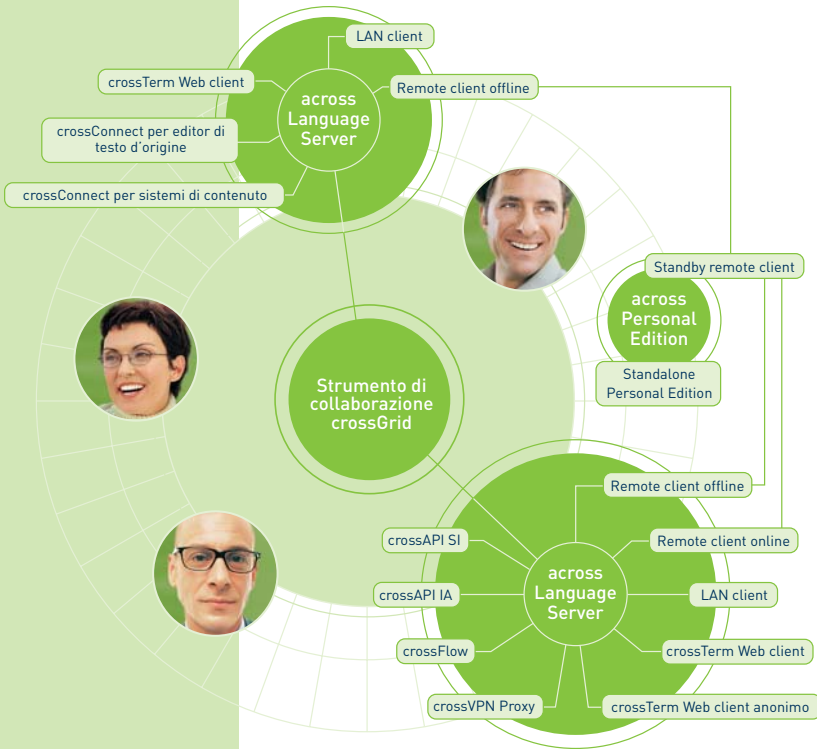 LAN client
crossTerm Web client
Remote client offline
across
Language
Server
crossConnect per editor di
testo d'origine
crossConnect per sistemi di contenuto
Standby remote client
across
Personal
Edition
Standalone
Personal Edition
Strumento di
collaborazione
crossGrid
Remote client offline
crossAPI SI
Remote client online
across
Language
Server
crossAPI IA
LAN client
crossFlow
crossTerm Web client
crossVPN Proxy
crossTerm Web client anonimo